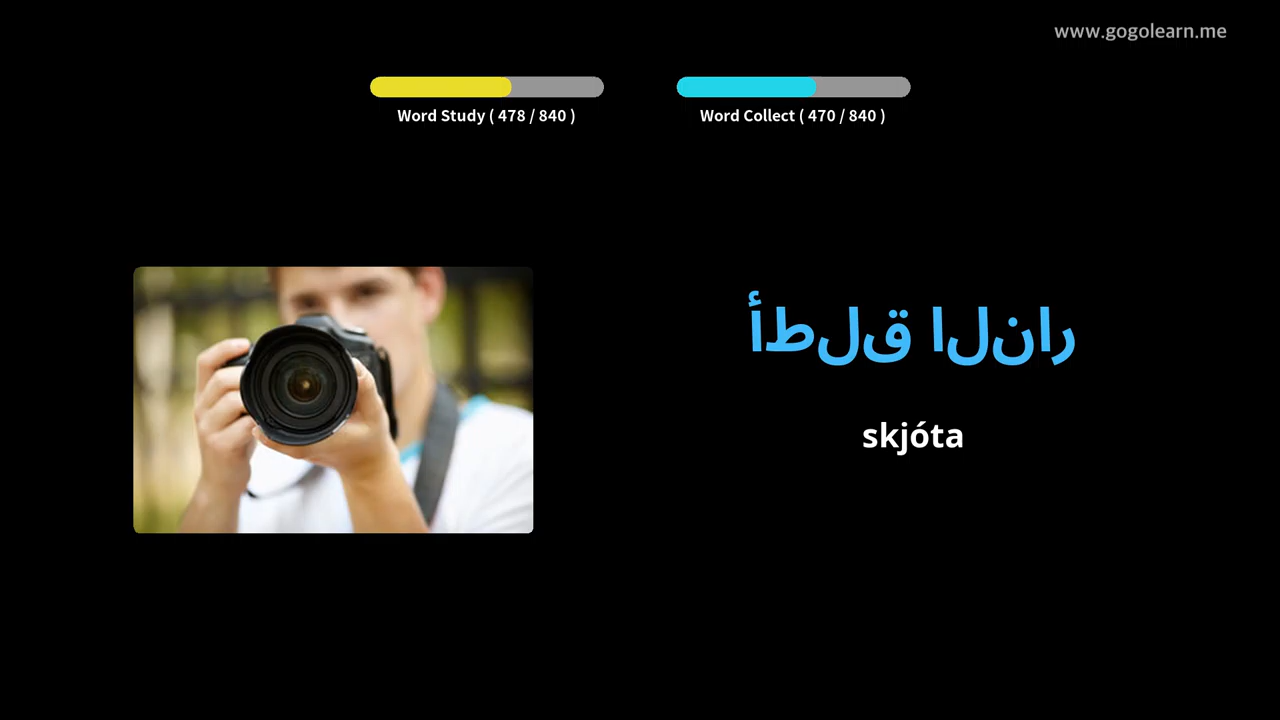 www.gogolearn.me
Word Study ( 478 / 840 )
Word Collect ( 470 / 840 )
أطلق النار
skjóta